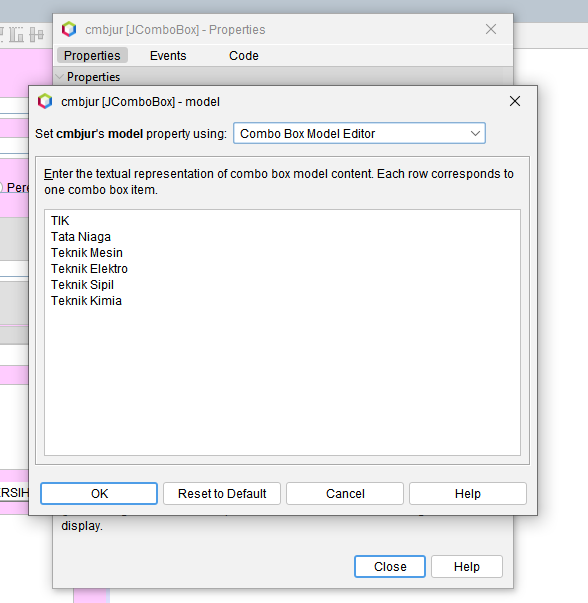 cmbjur [JComboBox] - Properties
Properties Events Code
Properties
cmbjur [JComboBox] - model
Set cmbjur's model property using: Combo Box Model Editor
Enter the textual representation of combo box model content. Each row corresponds to
one combo box item.
TIK
Tata Niaga
Teknik Mesin
Teknik Elektro
Teknik Sipil
Teknik Kimia
OK Reset to Default Cancel Help
display.
Close Help